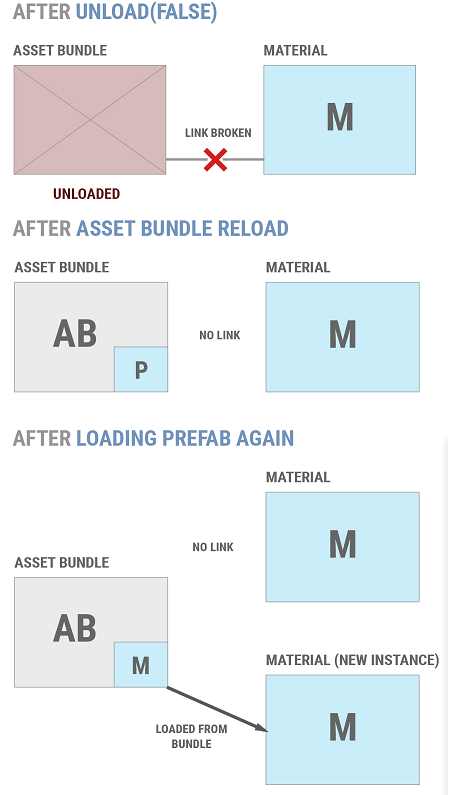 AFTER UNLOAD(FALSE)
ASSET BUNDLE
MATERIAL
M
LINK BROKEN
UNLOADED
AFTER ASSET BUNDLE RELOAD
ASSET BUNDLE
MATERIAL
AB
P
NO LINK
M
AFTER LOADING PREFAB AGAIN
MATERIAL
M
NO LINK
ASSET BUNDLE
AB
M
MATERIAL (NEW INSTANCE)
M
LOADED FROM
BUNDLE